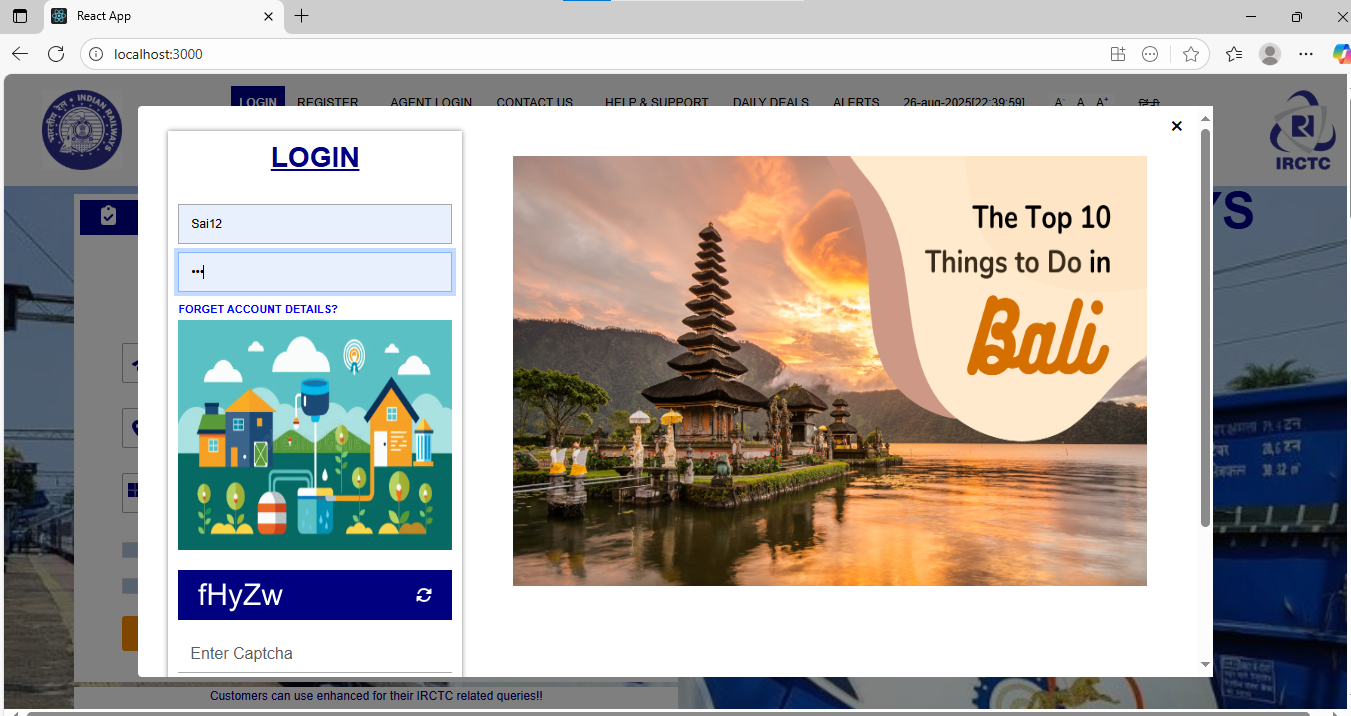 React App
localhost:3000
LOGIN REGISTER AGENT LOGIN CONTACT US HELP & SUPPORT DAILY DEALS ALERTS 26-aug-2025[22:39:59] A- A A+
INDIAN RAILWAYS
भारतीय रेल
IRCTC
YS
LOGIN
Sai12
•••
FORGET ACCOUNT DETAILS?
fHyZw
Enter Captcha
The Top 10
Things to Do in
Bali
Customers can use enhanced for their IRCTC related queries!!